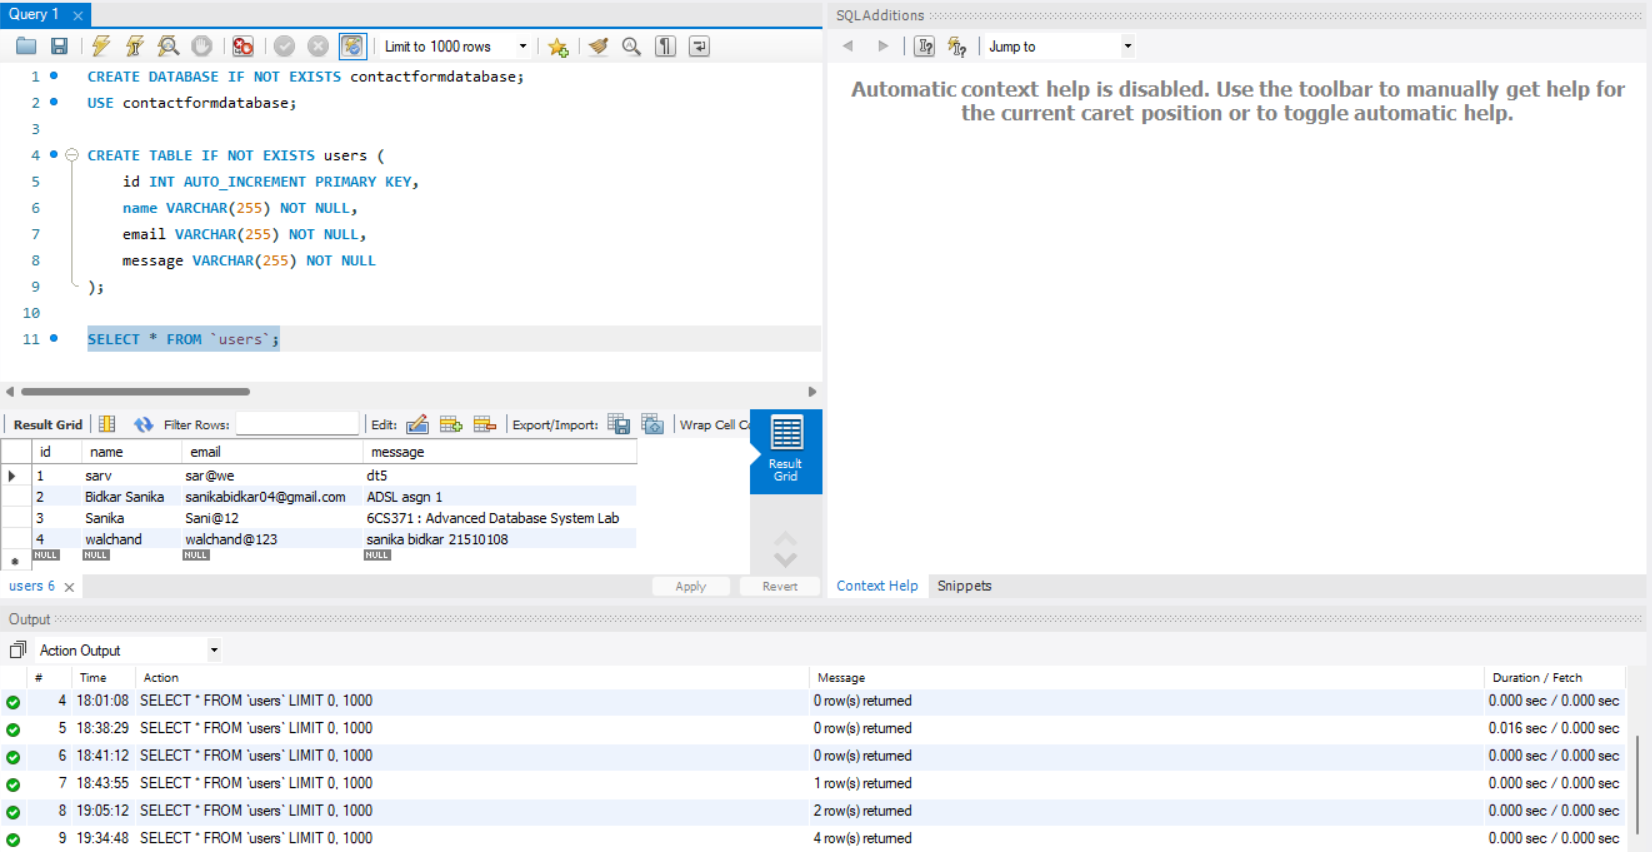 Query 1
Limit to 1000 rows
1 CREATE DATABASE IF NOT EXISTS contactformdatabase;
2 USE contactformdatabase;
3
4 CREATE TABLE IF NOT EXISTS users (
5 id INT AUTO_INCREMENT PRIMARY KEY,
6 name VARCHAR(255) NOT NULL,
7 email VARCHAR(255) NOT NULL,
8 message VARCHAR(255) NOT NULL
9 );
10
11 SELECT * FROM `users`;
Result Grid Filter Rows: Edit: Export/Import: Wrap Cell Co
id name email message
1 sarv sar@we dt5
2 Bidkar Sanika sanikabidkar04@gmail.com ADSL asgn 1
3 Sanika Sani@12 6CS371 : Advanced Database System Lab
4 walchand walchand@123 sanika bidkar 21510108
NULL NULL NULL NULL
Result
Grid
users 6 Apply Revert
SQLAdditions
Jump to
Automatic context help is disabled. Use the toolbar to manually get help for
the current caret position or to toggle automatic help.
Context Help Snippets
Output
Action Output
# Time Action Message Duration / Fetch
4 18:01:08 SELECT * FROM `users` LIMIT 0, 1000 0 row(s) returned 0.000 sec / 0.000 sec
5 18:38:29 SELECT * FROM `users` LIMIT 0, 1000 0 row(s) returned 0.016 sec / 0.000 sec
6 18:41:12 SELECT * FROM `users` LIMIT 0, 1000 0 row(s) returned 0.000 sec / 0.000 sec
7 18:43:55 SELECT * FROM `users` LIMIT 0, 1000 1 row(s) returned 0.000 sec / 0.000 sec
8 19:05:12 SELECT * FROM `users` LIMIT 0, 1000 2 row(s) returned 0.000 sec / 0.000 sec
9 19:34:48 SELECT * FROM `users` LIMIT 0, 1000 4 row(s) returned 0.000 sec / 0.000 sec